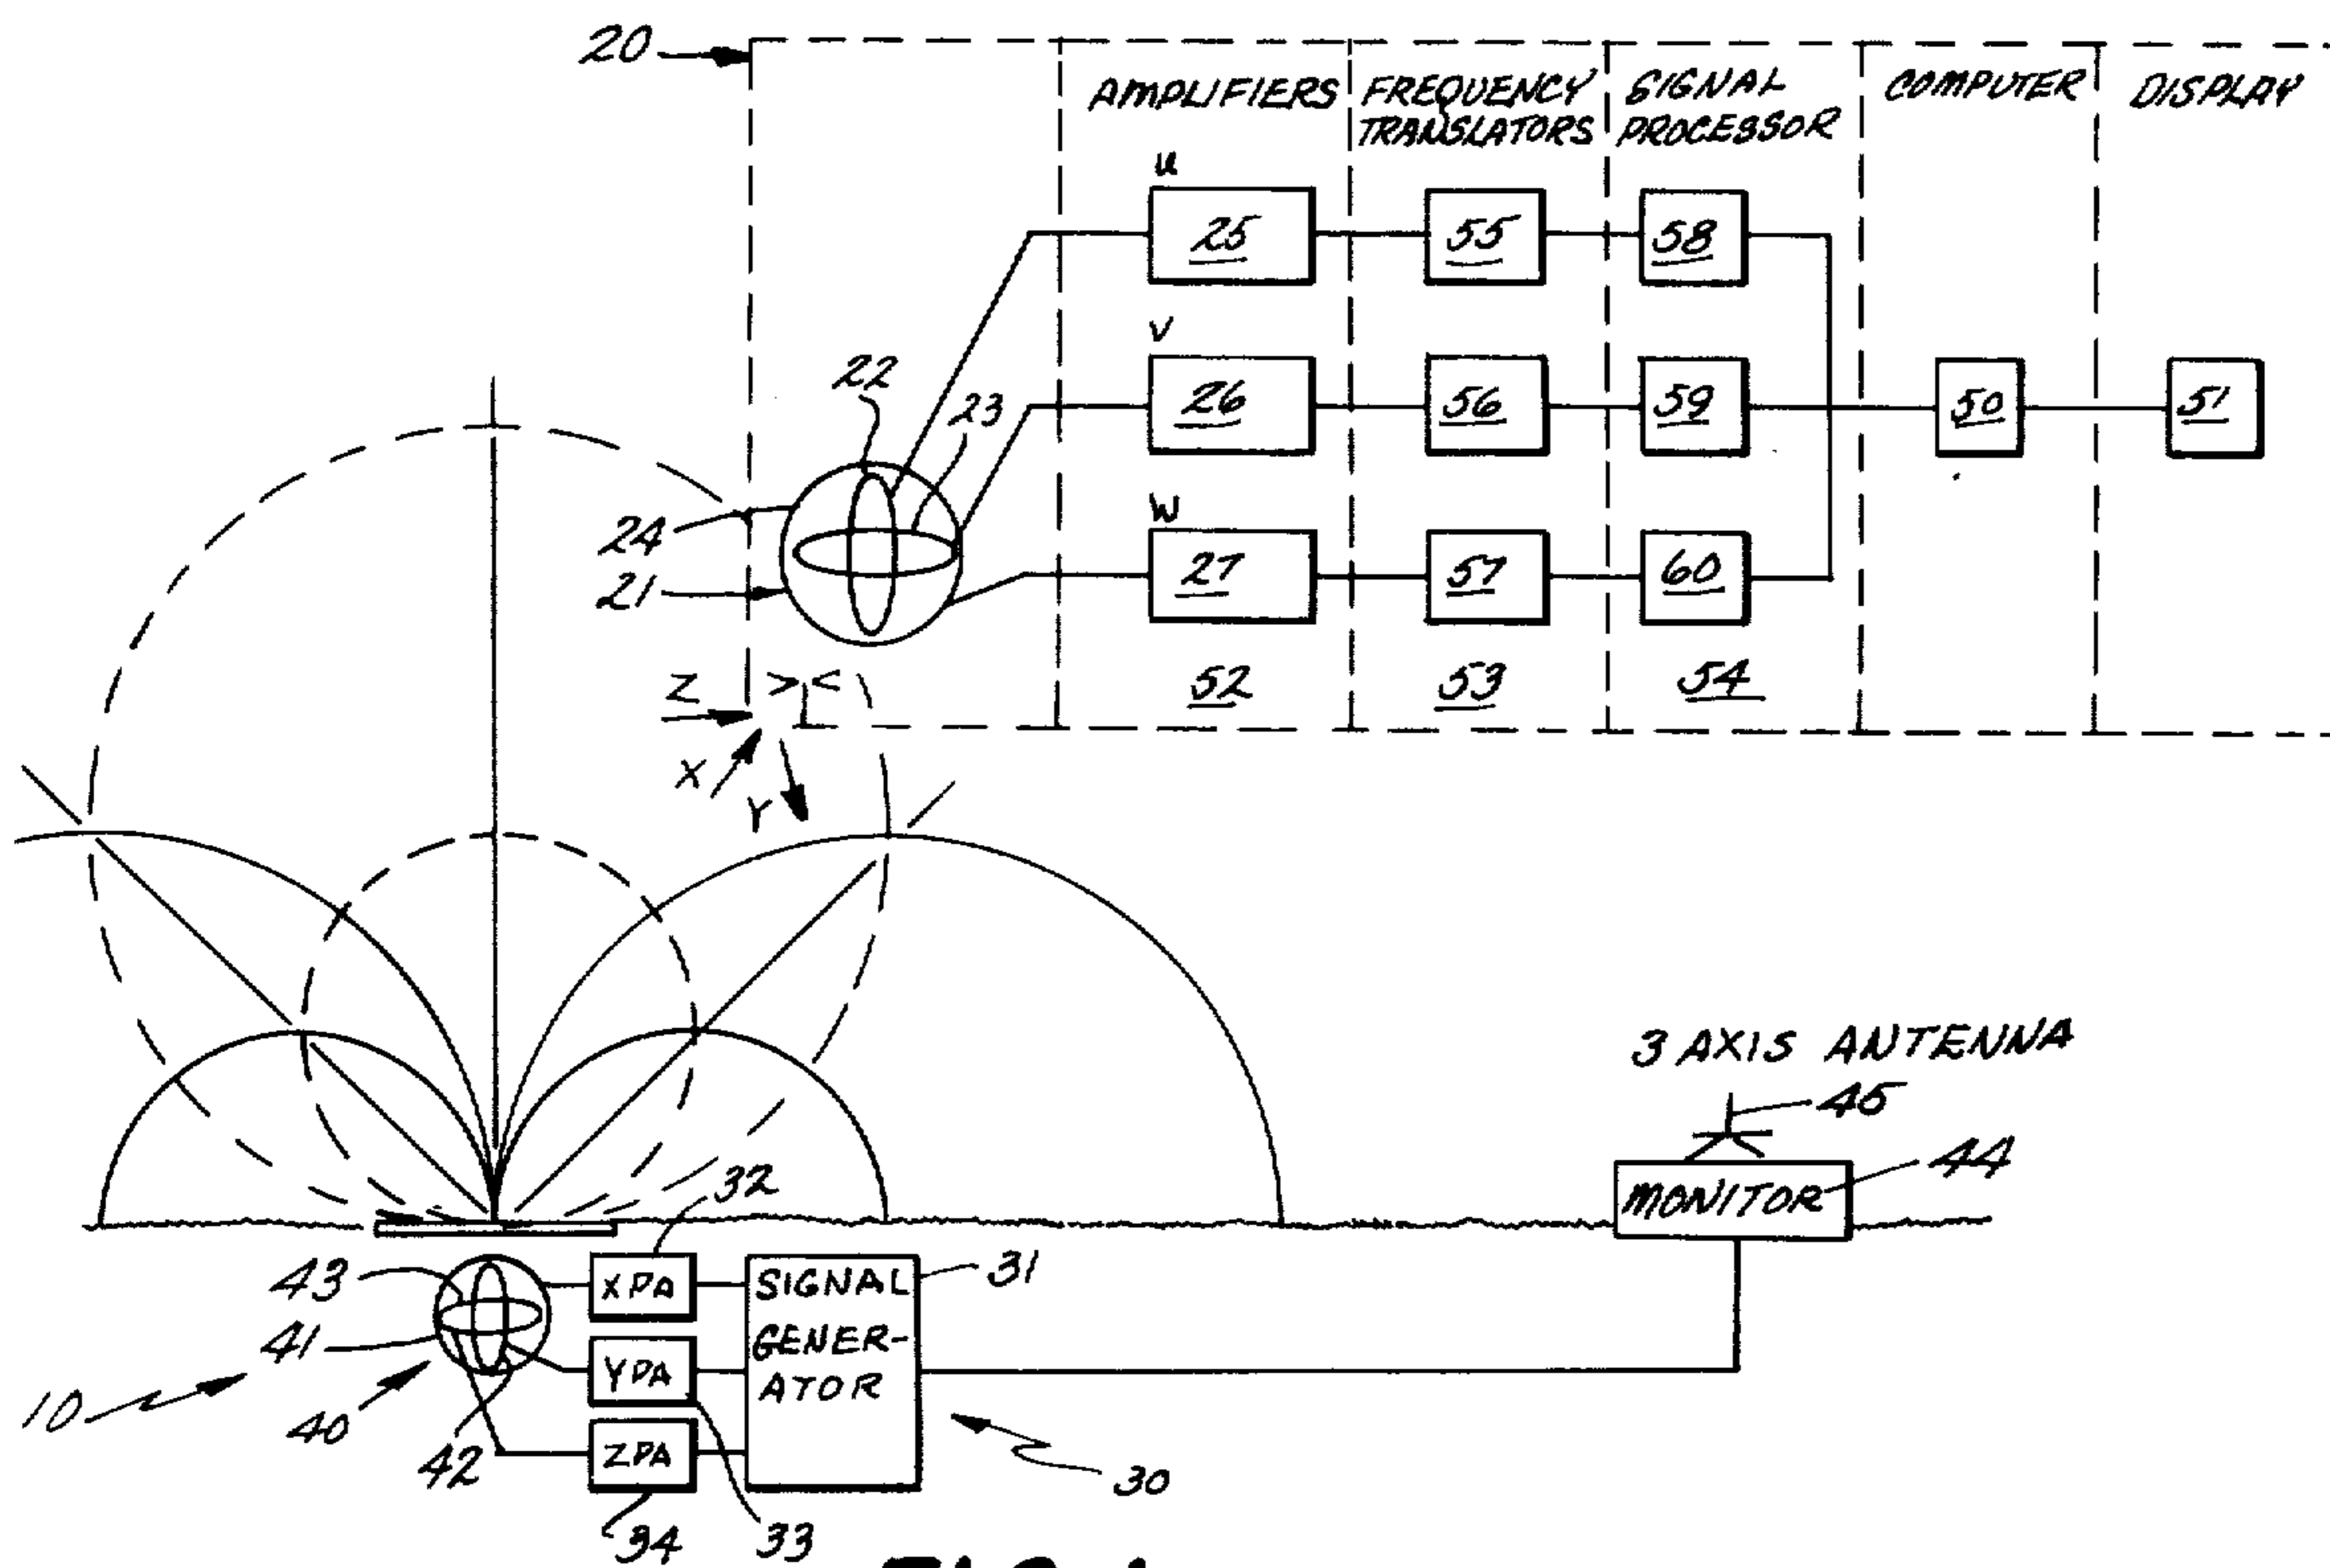 20
AMPLIFIERS
FREQUENCY
TRANSLATORS
SIGNAL
PROCESSOR
COMPUTER
DISPLAY
U
25
55
58
V
22
23
26
56
59
50
51
24
W
27
57
60
21
52
53
54
Z
X
Y
3 AXIS ANTENNA
45
44
MONITOR
32
43
XPA
SIGNAL
GENER-
ATOR
31
41
YPA
10
40
42
ZPA
30
34
33